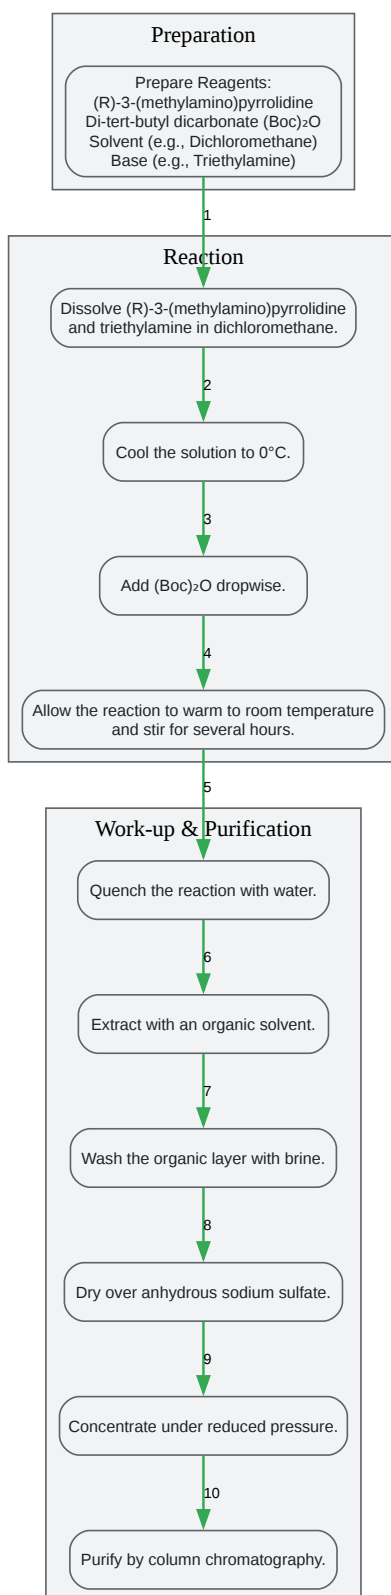 Preparation
Prepare Reagents:
(R)-3-(methylamino)pyrrolidine
Di-tert-butyl dicarbonate (Boc)₂O
Solvent (e.g., Dichloromethane)
Base (e.g., Triethylamine)
1
Reaction
Dissolve (R)-3-(methylamino)pyrrolidine
and triethylamine in dichloromethane.
2
Cool the solution to 0°C.
3
Add (Boc)₂O dropwise.
4
Allow the reaction to warm to room temperature
and stir for several hours.
5
Work-up & Purification
Quench the reaction with water.
6
Extract with an organic solvent.
7
Wash the organic layer with brine.
8
Dry over anhydrous sodium sulfate.
9
Concentrate under reduced pressure.
10
Purify by column chromatography.